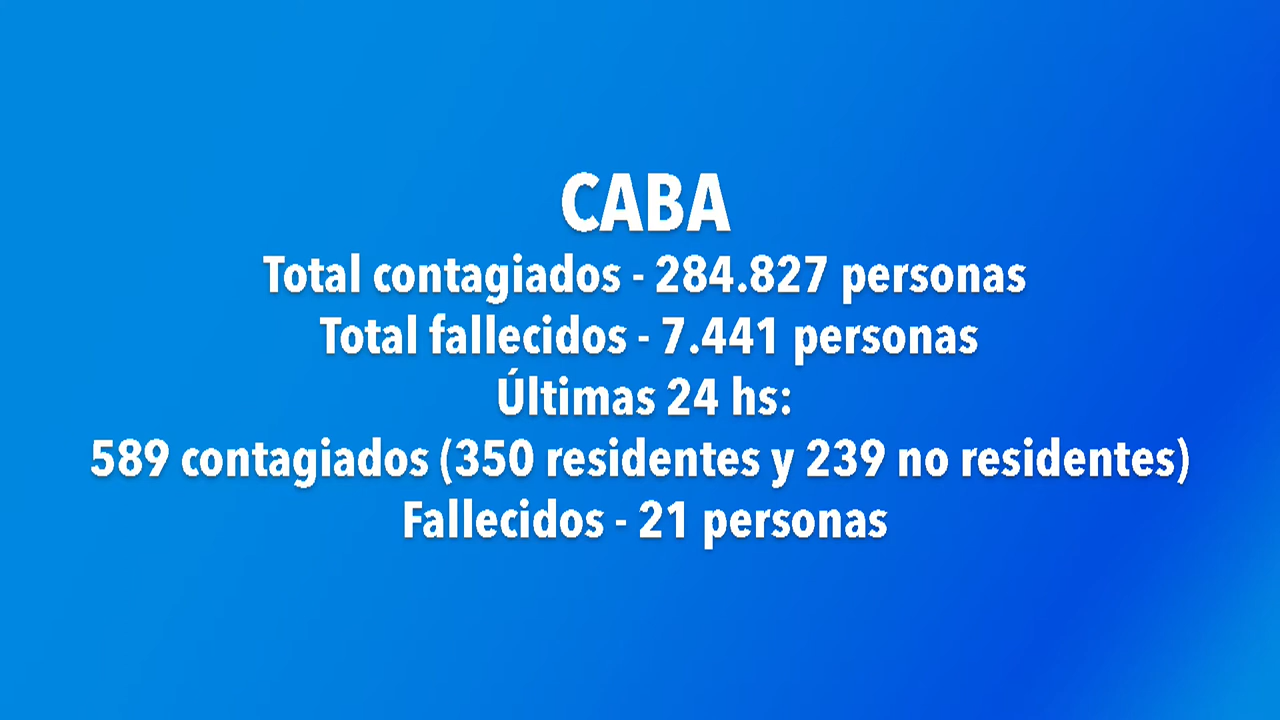 CABA
Total contagiados - 284.827 personas
Total fallecidos - 7.441 personas
Últimas 24 hs:
589 contagiados (350 residentes y 239 no residentes)
Fallecidos - 21 personas